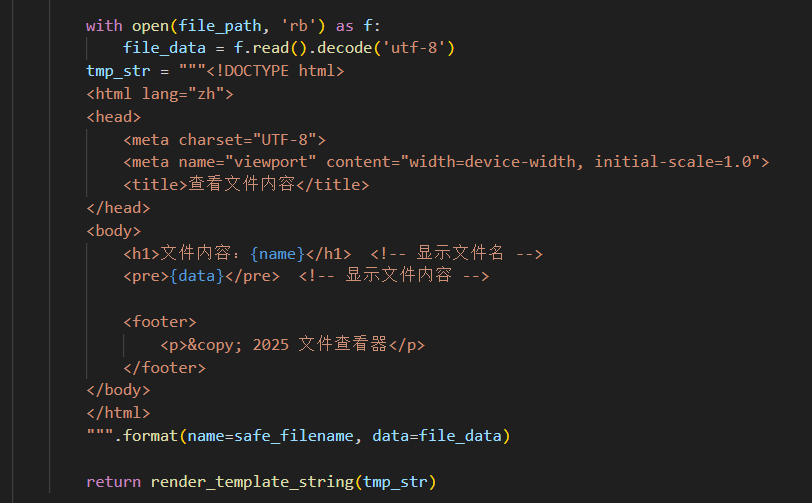 with open(file_path, 'rb') as f:
    file_data = f.read().decode('utf-8')
tmp_str = """<!DOCTYPE html>
<html lang="zh">
<head>
    <meta charset="UTF-8">
    <meta name="viewport" content="width=device-width, initial-scale=1.0">
    <title>查看文件内容</title>
</head>
<body>
    <h1>文件内容：{name}</h1>  <!-- 显示文件名 -->
    <pre>{data}</pre>  <!-- 显示文件内容 -->

    <footer>
        <p>&copy; 2025 文件查看器</p>
    </footer>
</body>
</html>
""".format(name=safe_filename, data=file_data)

return render_template_string(tmp_str)